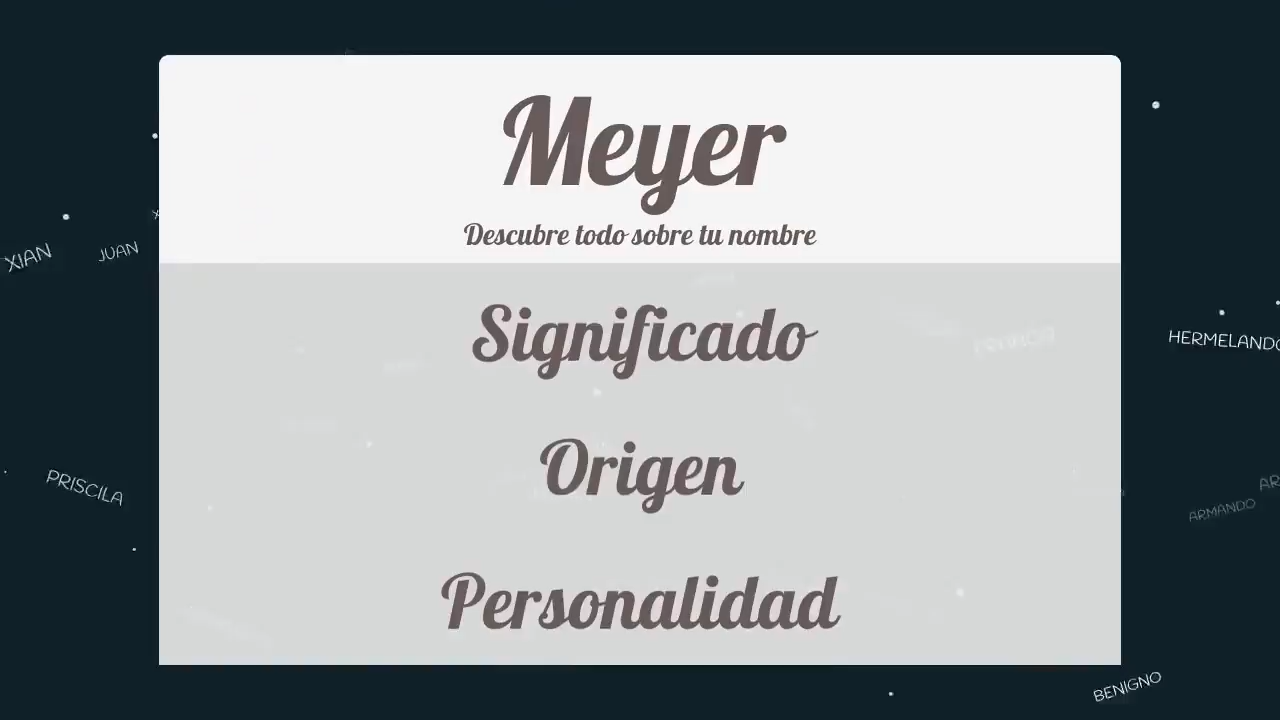 Meyer
Descubre todo sobre tu nombre
XIAN
JUAN
Significado
HERMELANDO
Origen
PRISCILA
ARMANDO
Personalidad
BENIGNO